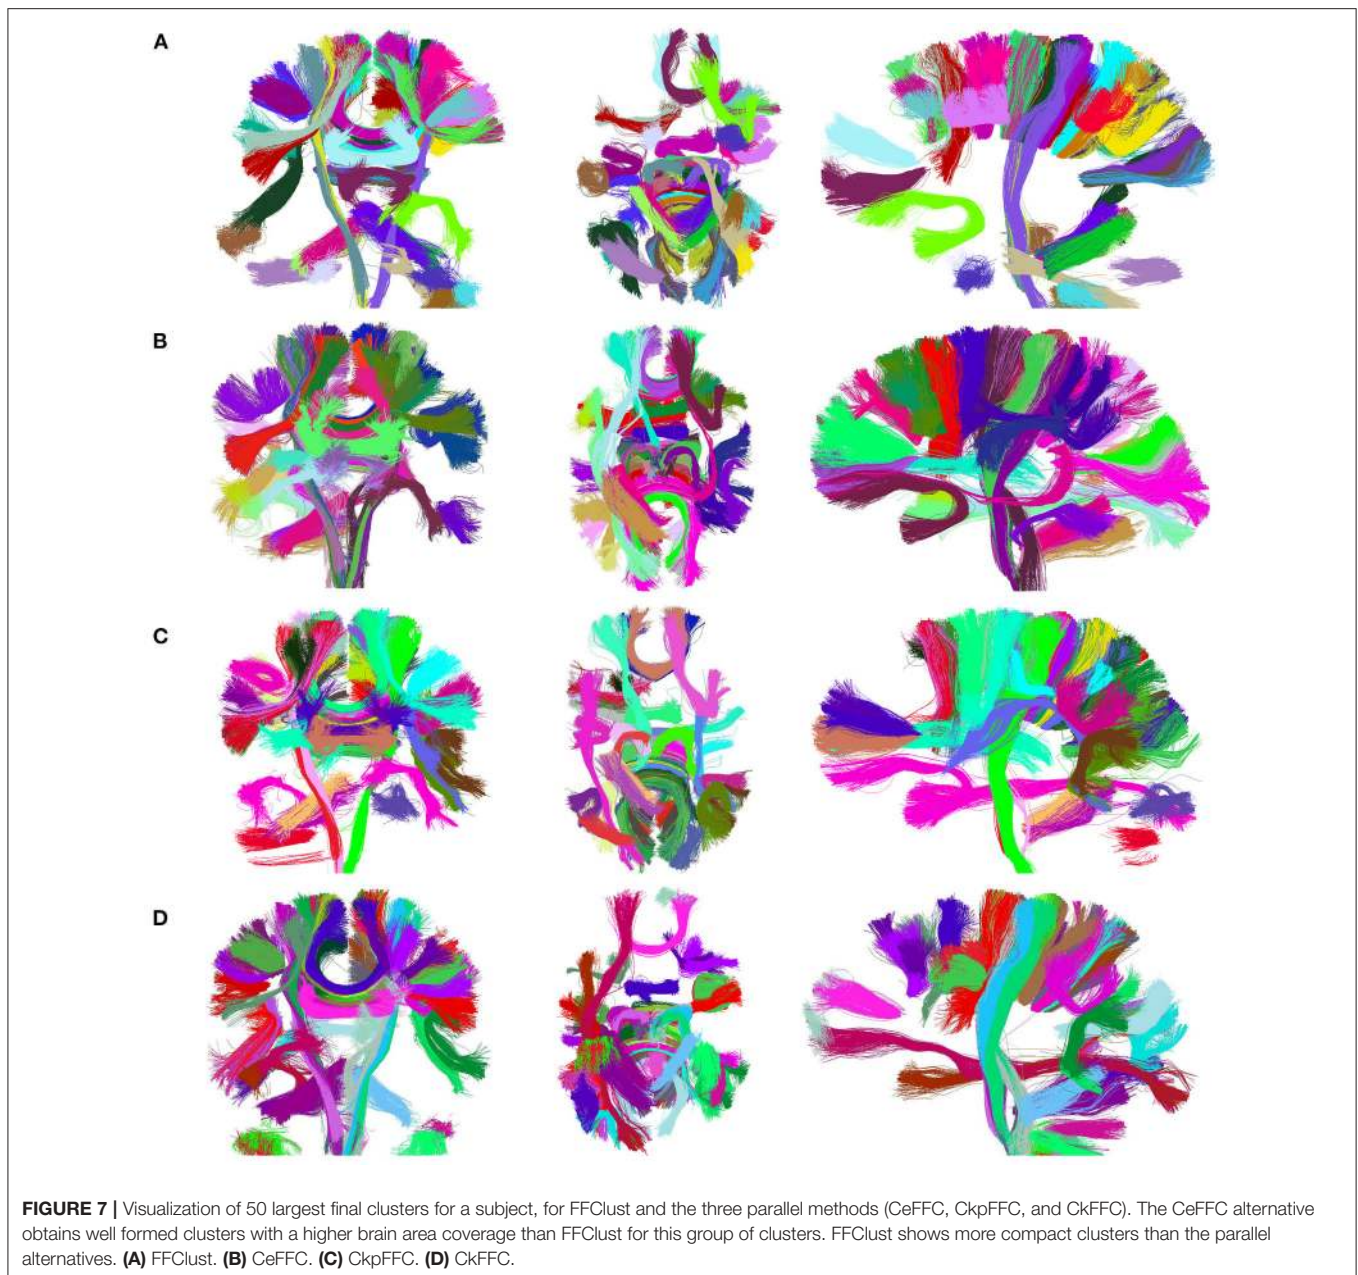 A
B
C
D
FIGURE 7 | Visualization of 50 largest final clusters for a subject, for FFClust and the three parallel methods (CeFFC, CkpFFC, and CkFFC). The CeFFC alternative
obtains well formed clusters with a higher brain area coverage than FFClust for this group of clusters. FFClust shows more compact clusters than the parallel
alternatives. (A) FFClust. (B) CeFFC. (C) CkpFFC. (D) CkFFC.